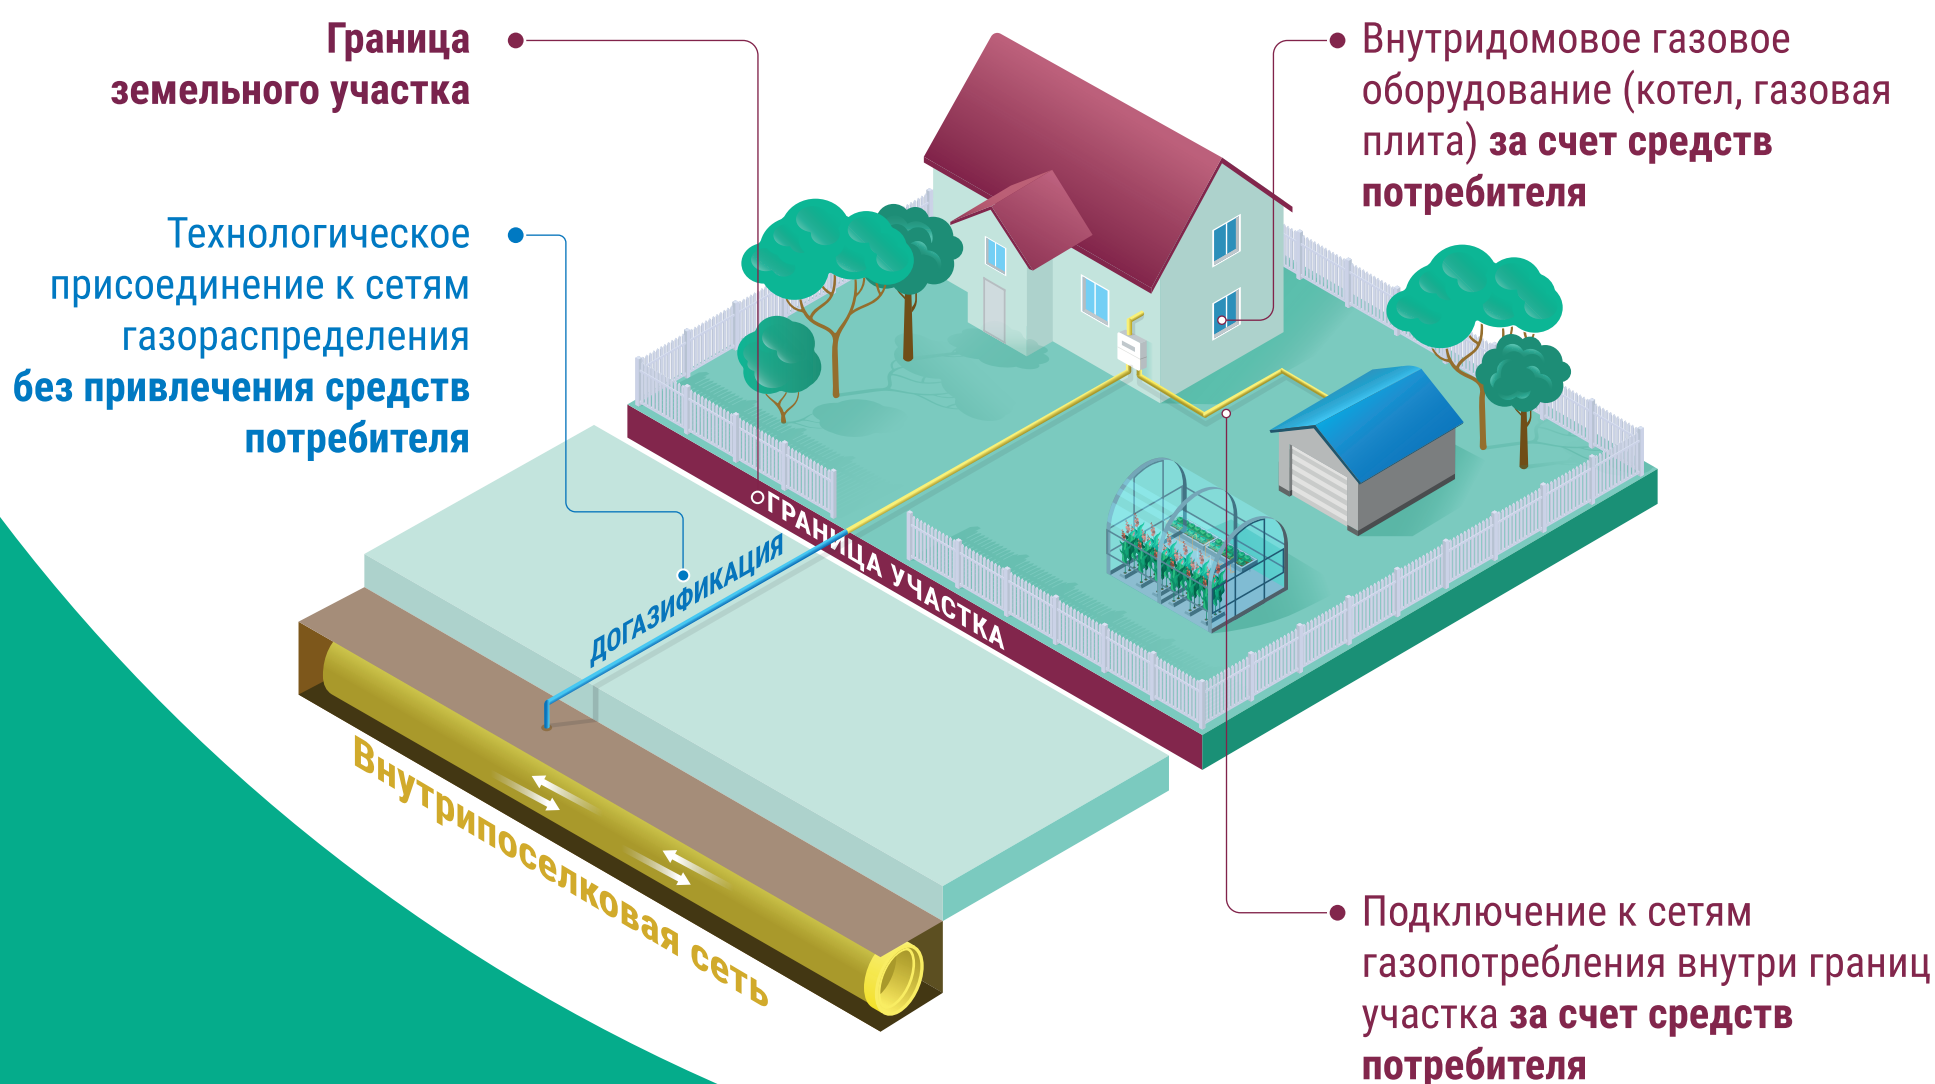 Граница
земельного участка
Технологическое
присоединение к сетям
газораспределения
без привлечения средств
потребителя
Внутридомовое газовое
оборудование (котел, газовая
плита) за счет средств
потребителя
ГРАНИЦА УЧАСТКА
ДОГАЗИФИКАЦИЯ
Внутрипоселковая сеть
Подключение к сетям
газопотребления внутри границ
участка за счет средств
потребителя